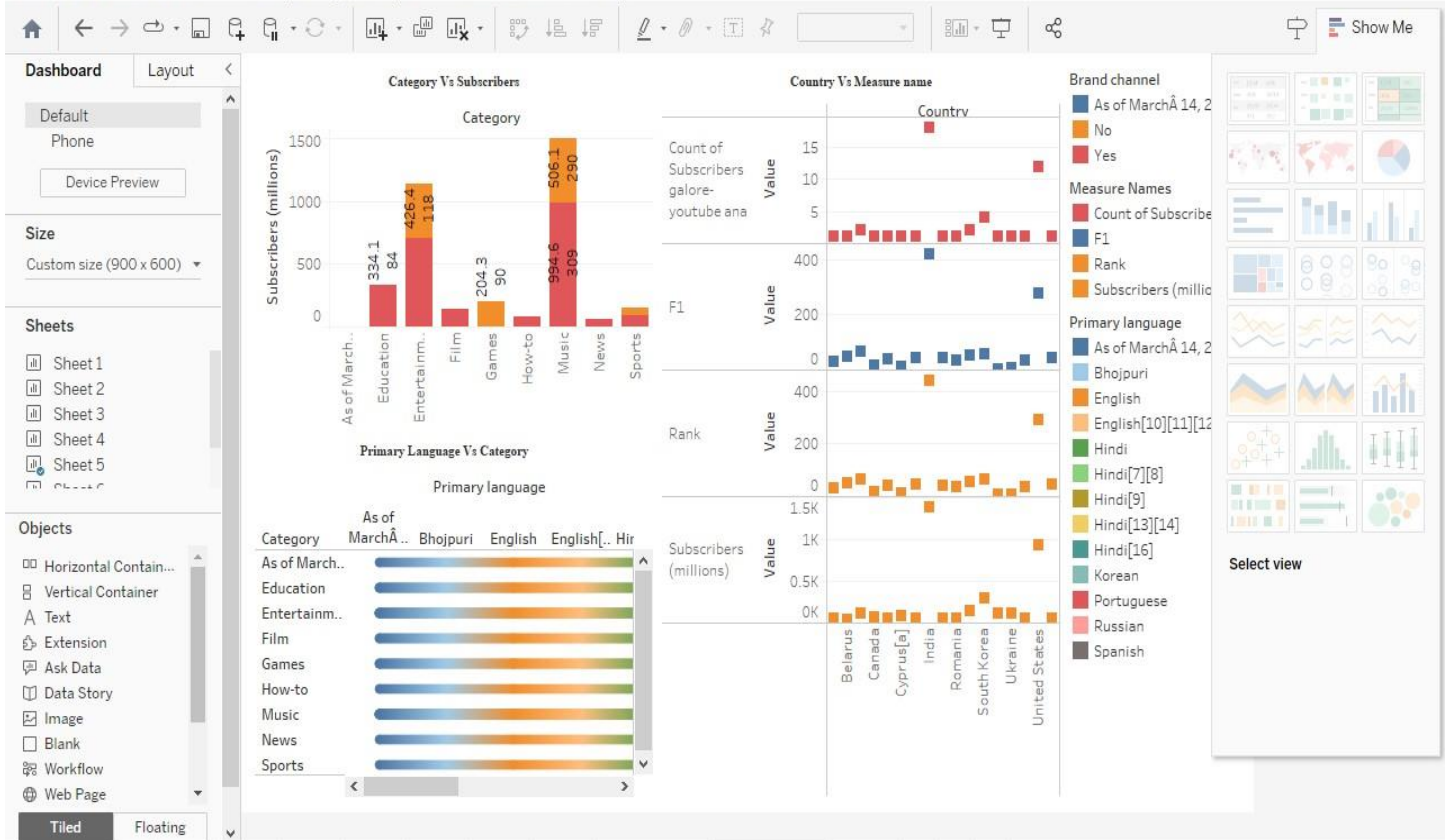 Show Me
Dashboard
Layout
Default
Phone
Device Preview
Size
Custom size (900 x 600)
Sheets
Sheet 1
Sheet 2
Sheet 3
Sheet 4
Sheet 5
Objects
Horizontal Contain...
Vertical Container
Text
Extension
Ask Data
Data Story
Image
Blank
Workflow
Web Page
Tiled
Floating
Category Vs Subscribers
Category
Subscribers (millions)
1500
1000
500
0
334.1
84
426.4
118
204.3
90
506.1
290
994.6
309
As of March..
Education
Entertainm..
Film
Games
How-to
Music
News
Sports
Primary Language Vs Category
Primary language
Category
As of
MarchÂ ..
Bhojpuri
English
English[..
Hir
As of March..
Education
Entertainm..
Film
Games
How-to
Music
News
Sports
Country Vs Measure name
Country
Count of
Subscribers
galore-
youtube ana
Value
15
10
5
F1
Value
400
200
0
Rank
Value
400
200
0
Subscribers
(millions)
Value
1.5K
1K
0.5K
0K
Belarus
Canada
Cyprus[a]
India
Romania
South Korea
Ukraine
United States
Brand channel
As of MarchÂ 14, 2
No
Yes
Measure Names
Count of Subscribe
F1
Rank
Subscribers (millio
Primary language
As of MarchÂ 14, 2
Bhojpuri
English
English[10][11][12
Hindi
Hindi[7][8]
Hindi[9]
Hindi[13][14]
Hindi[16]
Korean
Portuguese
Russian
Spanish
Select view